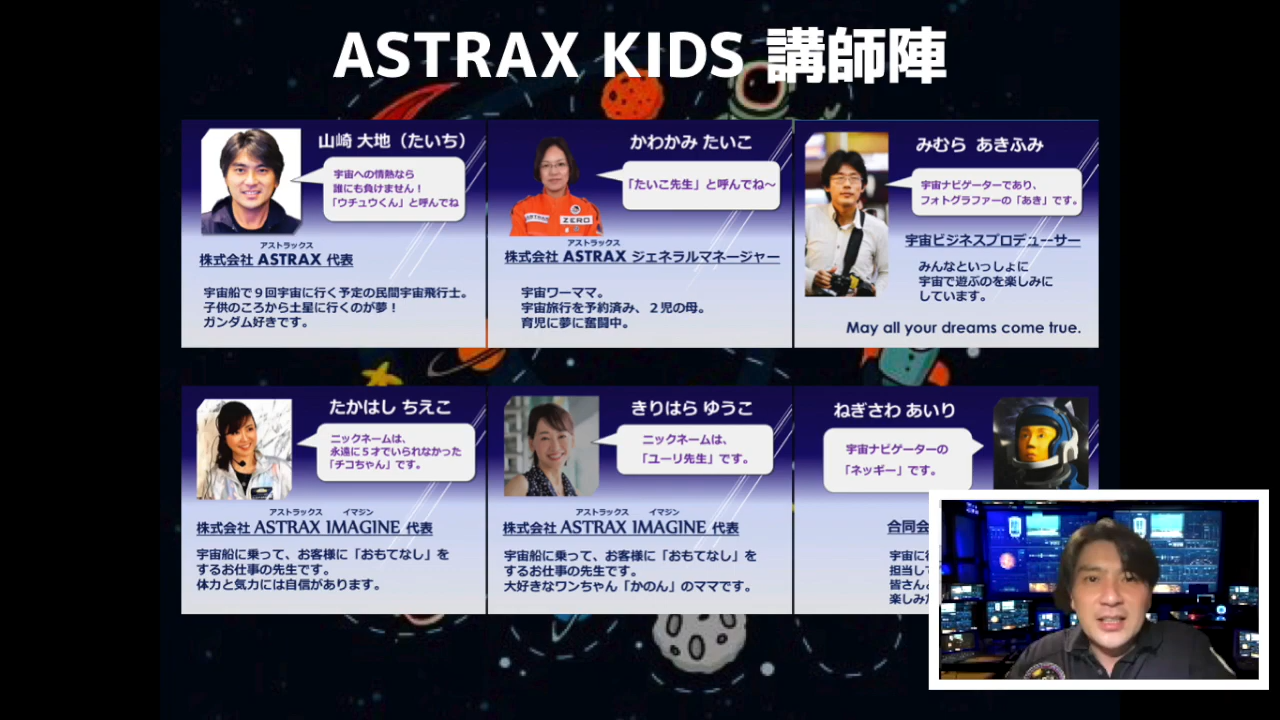 ASTRAX KIDS 講師陣
山崎 大地（たいち）
宇宙への情熱なら
誰にも負けません！
「ウチュウくん」と呼んでね
アストラックス
株式会社 ASTRAX 代表
宇宙船で９回宇宙に行く予定の民間宇宙飛行士。
子供のころから土星に行くのが夢！
ガンダム好きです。
かわかみ たいこ
「たいこ先生」と呼んでね～
ASTRAX
ZERO
アストラックス
株式会社 ASTRAX ジェネラルマネージャー
宇宙ワーママ。
宇宙旅行を予約済み、２児の母。
育児に夢に奮闘中。
みむら あきふみ
宇宙ナビゲーターであり、
フォトグラファーの「あき」です。
宇宙ビジネスプロデューサー
みんなといっしょに
宇宙で遊ぶのを楽しみに
しています。
May all your dreams come true.
たかはし ちえこ
ニックネームは、
永遠に５才でいられなかった
「チコちゃん」です。
アストラックス イマジン
株式会社 ASTRAX IMAGINE 代表
宇宙船に乗って、お客様に「おもてなし」を
するお仕事の先生です。
体力と気力には自信があります。
きりはら ゆうこ
ニックネームは、
「ユーリ先生」です。
アストラックス イマジン
株式会社 ASTRAX IMAGINE 代表
宇宙船に乗って、お客様に「おもてなし」を
するお仕事の先生です。
大好きなワンちゃん「かのん」のママです。
ねぎさわ あいり
宇宙ナビゲーターの
「ネッギー」です。
合同会
宇宙に
担当し
皆さん
楽しみ